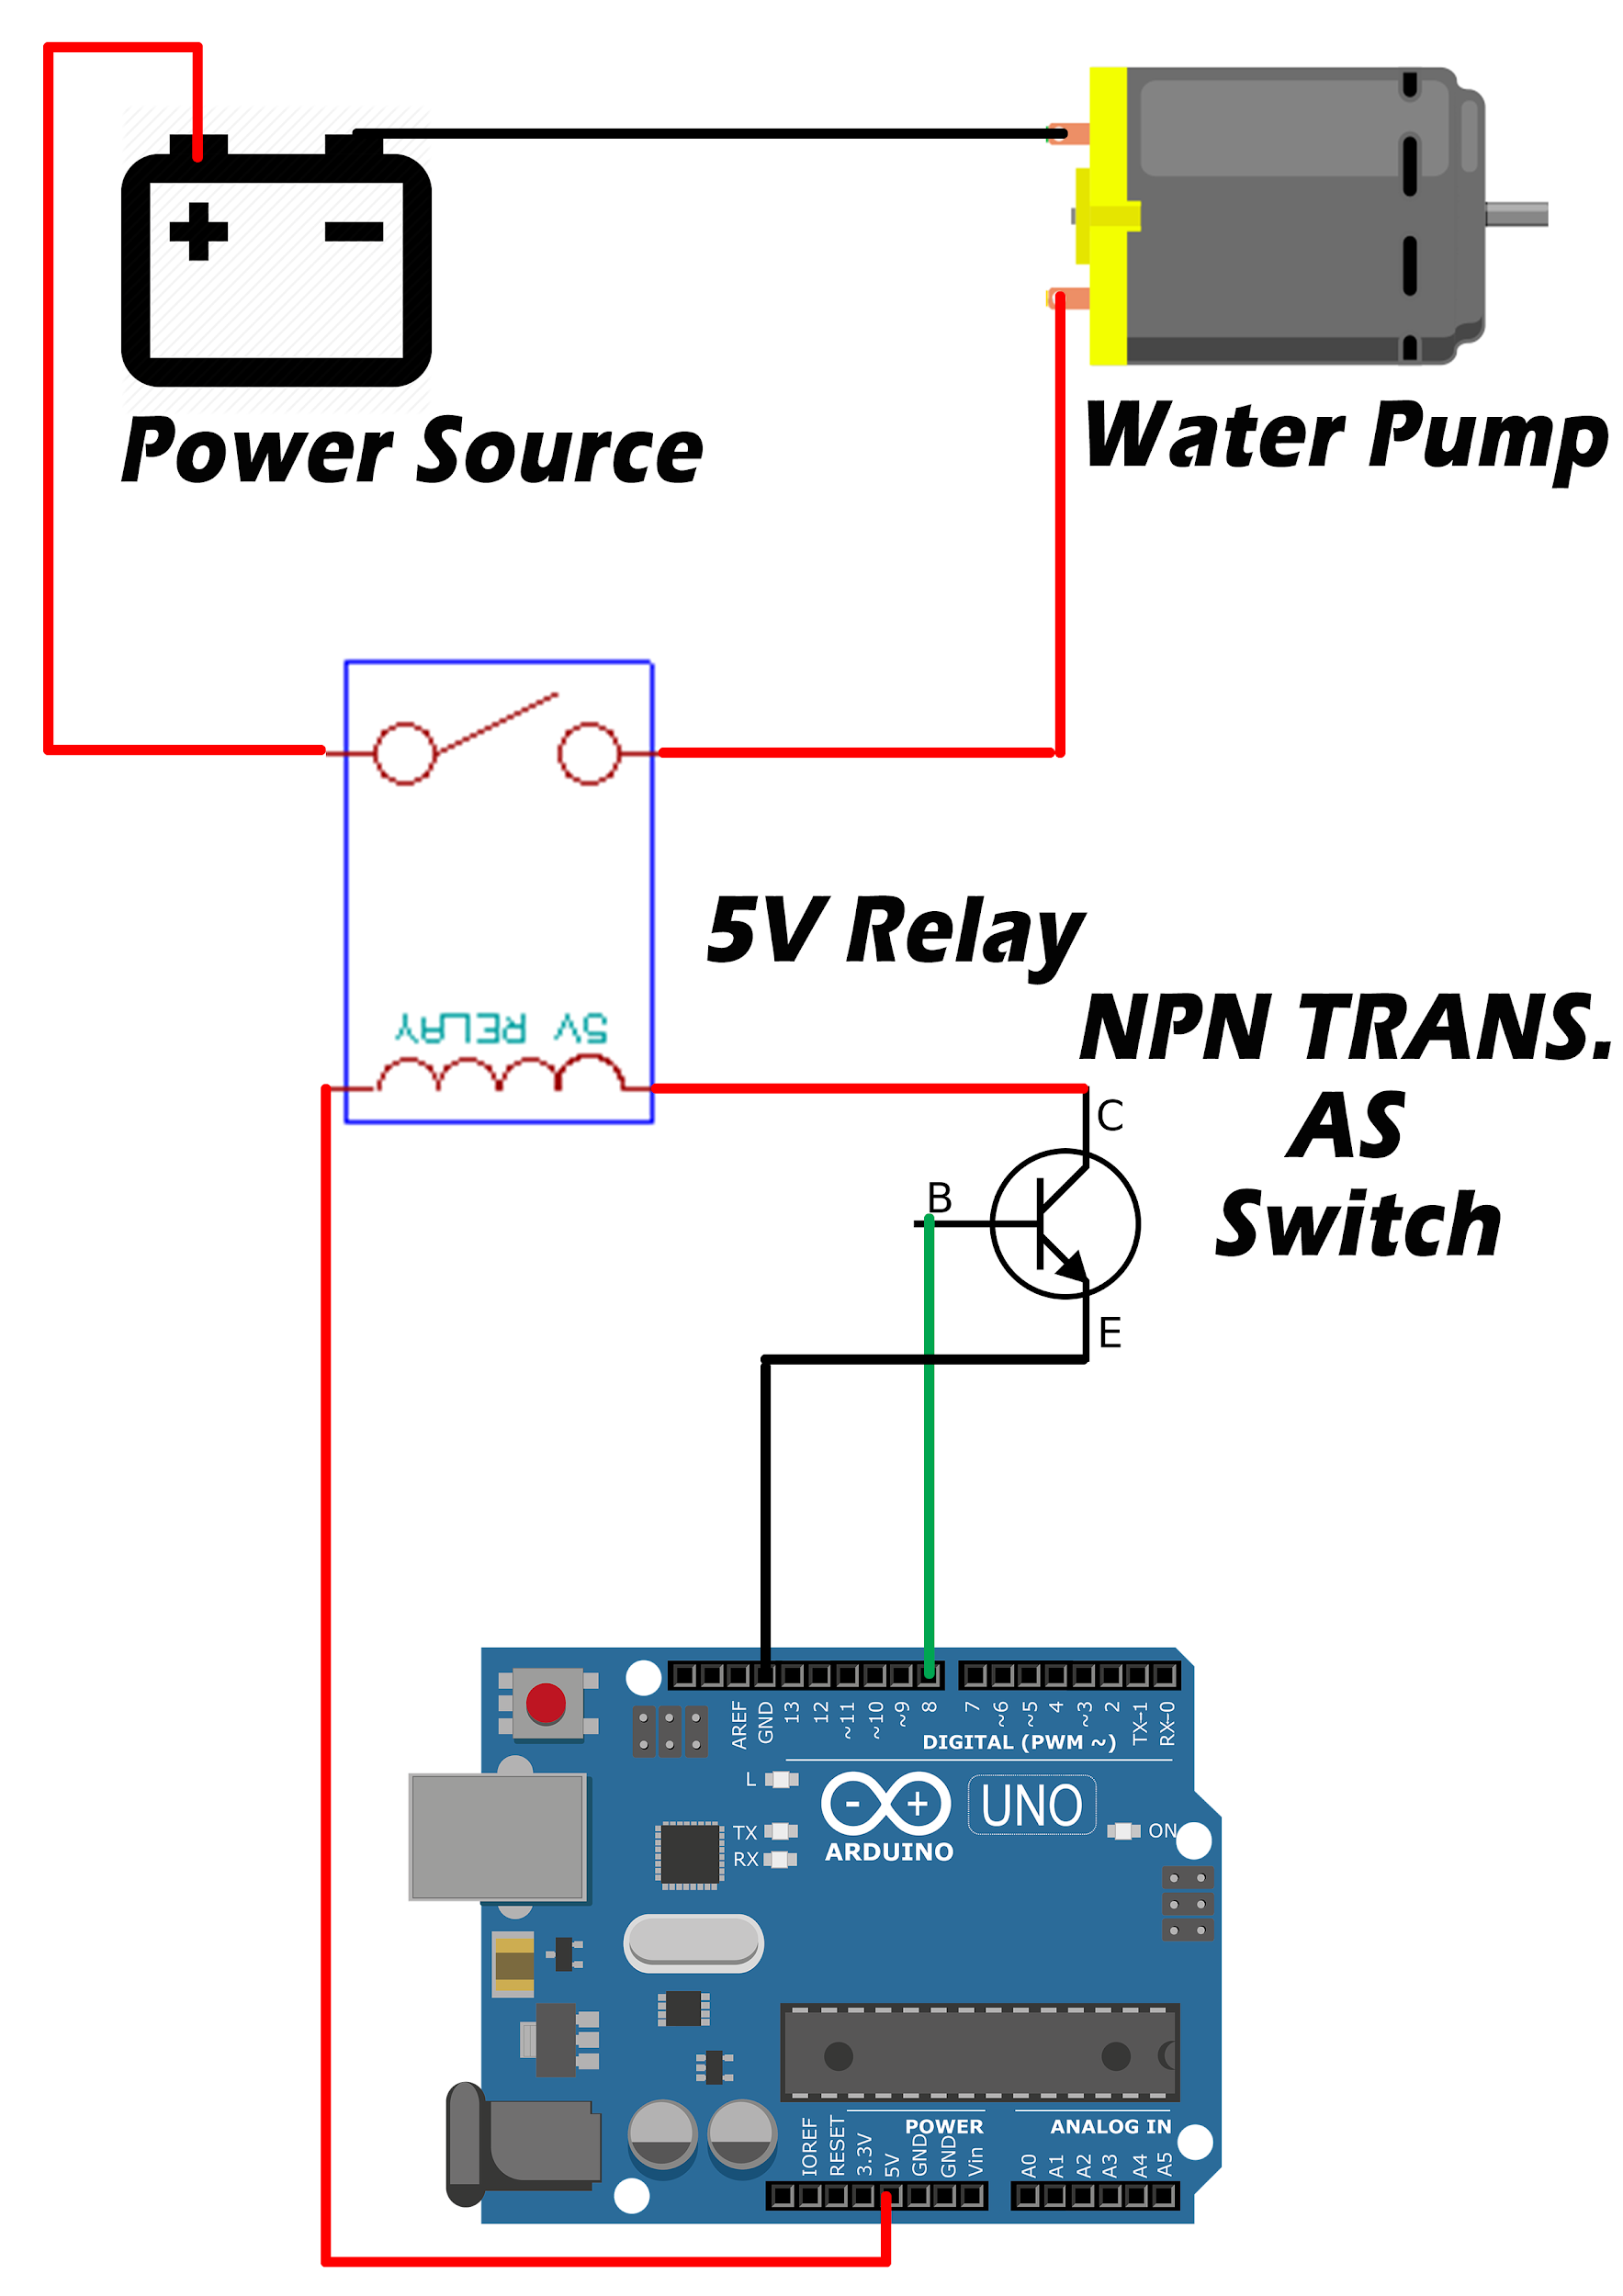 + −
Power Source
Water Pump
5V Relay
5V RELAY
NPN TRANS.
AS
Switch
C
B
E
AREF
GND
13
12
~11
~10
~9
8
7
~6
~5
4
~3
2
TX→1
RX←0
DIGITAL (PWM ~)
L
TX
RX
- +
ARDUINO
UNO
ON
POWER
ANALOG IN
IOREF
RESET
3.3V
5V
GND
GND
Vin
A0
A1
A2
A3
A4
A5